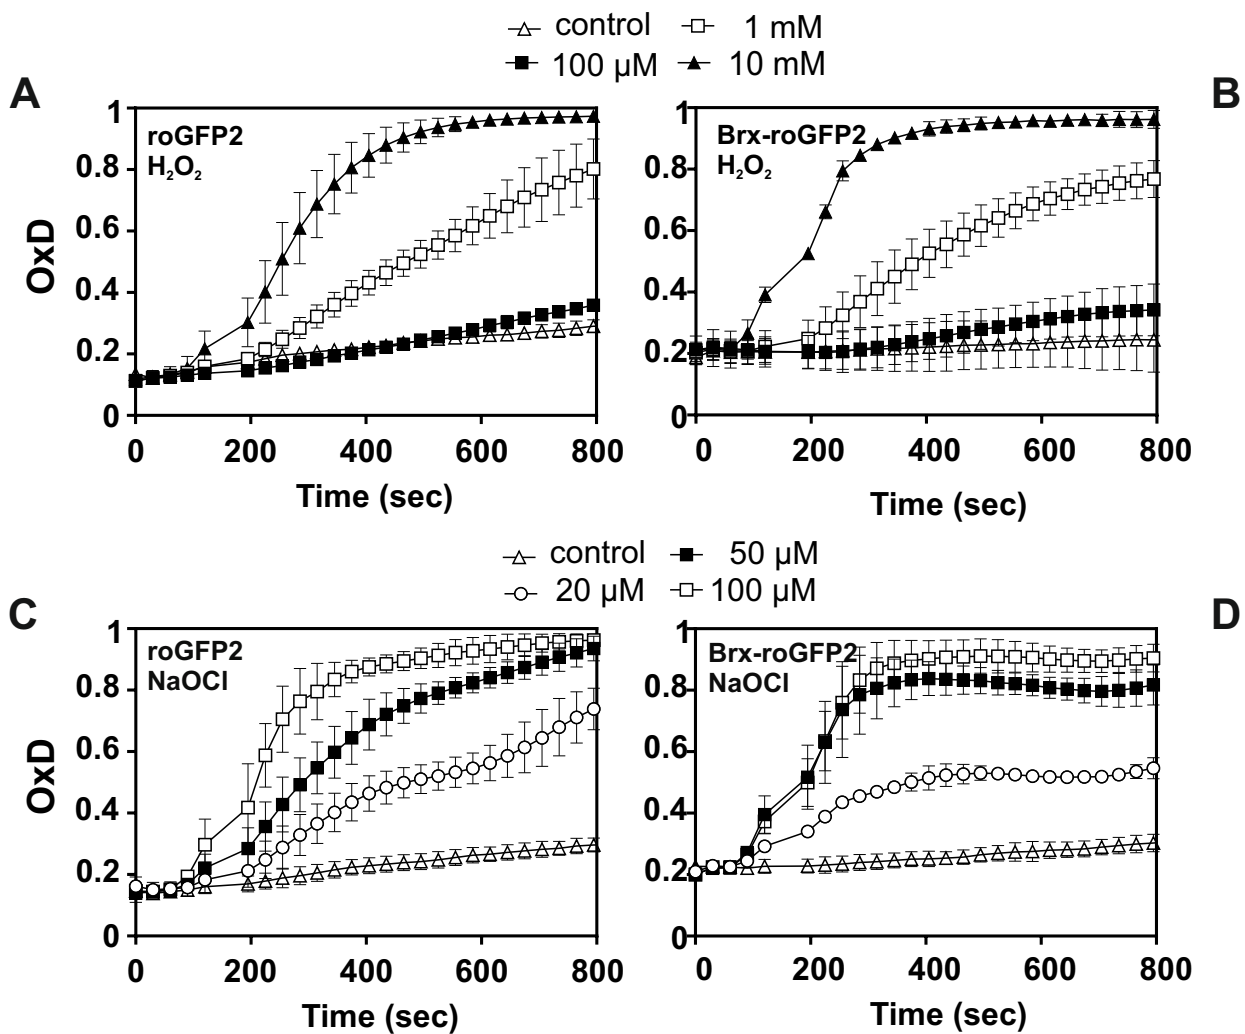 control 1 mM
100 µM 10 mM
A
B
roGFP2
H₂O₂
Brx-roGFP2
H₂O₂
OxD
1
0.8
0.6
0.4
0.2
0
0 200 400 600 800
Time (sec)
1
0.8
0.6
0.4
0.2
0
0 200 400 600 800
Time (sec)
control 50 µM
20 µM 100 µM
C
D
roGFP2
NaOCl
Brx-roGFP2
NaOCl
OxD
1
0.8
0.6
0.4
0.2
0
0 200 400 600 800
Time (sec)
1
0.8
0.6
0.4
0.2
0
0 200 400 600 800
Time (sec)